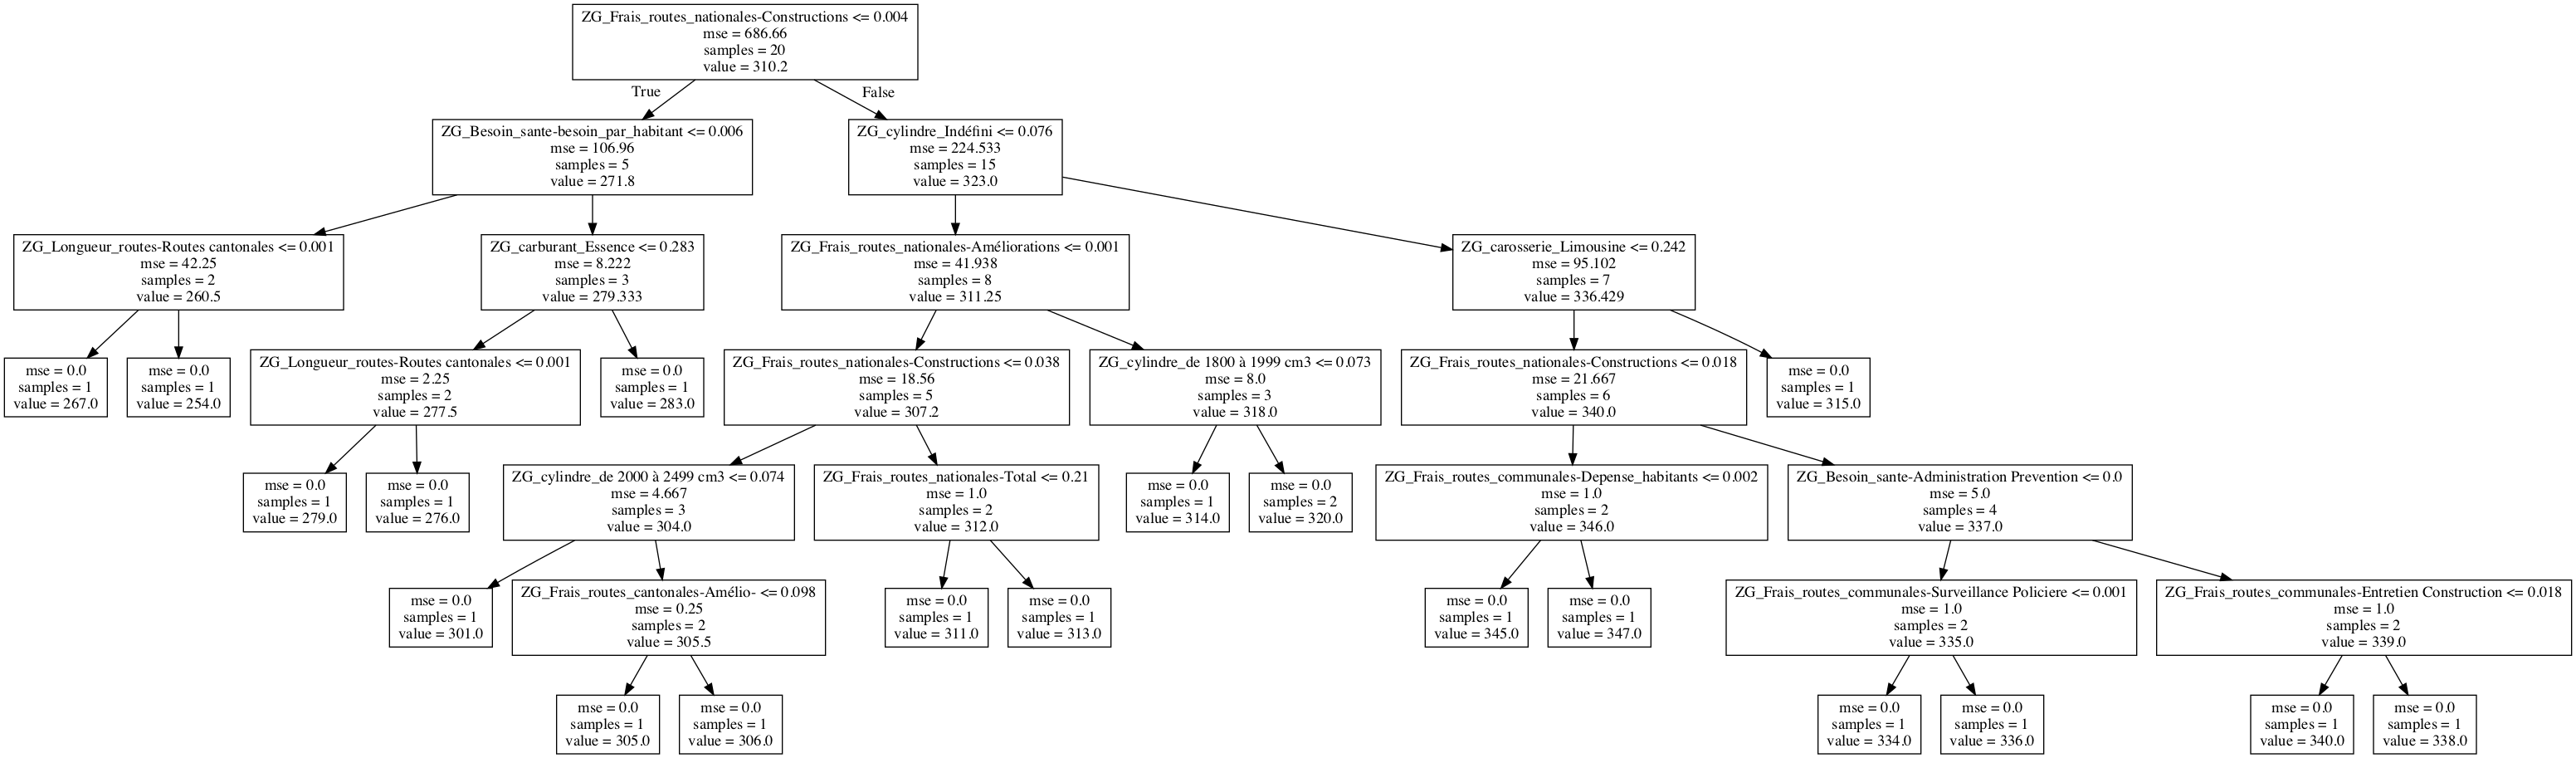 ZG_Frais_routes_nationales-Constructions <= 0.004
mse = 686.66
samples = 20
value = 310.2
True
False
ZG_Besoin_sante-besoin_par_habitant <= 0.006
mse = 106.96
samples = 5
value = 271.8
ZG_cylindre_Indéfini <= 0.076
mse = 224.533
samples = 15
value = 323.0
ZG_Longueur_routes-Routes cantonales <= 0.001
mse = 42.25
samples = 2
value = 260.5
ZG_carburant_Essence <= 0.283
mse = 8.222
samples = 3
value = 279.333
ZG_Frais_routes_nationales-Améliorations <= 0.001
mse = 41.938
samples = 8
value = 311.25
ZG_carosserie_Limousine <= 0.242
mse = 95.102
samples = 7
value = 336.429
mse = 0.0
samples = 1
value = 267.0
mse = 0.0
samples = 1
value = 254.0
ZG_Longueur_routes-Routes cantonales <= 0.001
mse = 2.25
samples = 2
value = 277.5
mse = 0.0
samples = 1
value = 283.0
ZG_Frais_routes_nationales-Constructions <= 0.038
mse = 18.56
samples = 5
value = 307.2
ZG_cylindre_de 1800 à 1999 cm3 <= 0.073
mse = 8.0
samples = 3
value = 318.0
ZG_Frais_routes_nationales-Constructions <= 0.018
mse = 21.667
samples = 6
value = 340.0
mse = 0.0
samples = 1
value = 315.0
mse = 0.0
samples = 1
value = 279.0
mse = 0.0
samples = 1
value = 276.0
ZG_cylindre_de 2000 à 2499 cm3 <= 0.074
mse = 4.667
samples = 3
value = 304.0
ZG_Frais_routes_nationales-Total <= 0.21
mse = 1.0
samples = 2
value = 312.0
mse = 0.0
samples = 1
value = 314.0
mse = 0.0
samples = 2
value = 320.0
ZG_Frais_routes_communales-Depense_habitants <= 0.002
mse = 1.0
samples = 2
value = 346.0
ZG_Besoin_sante-Administration Prevention <= 0.0
mse = 5.0
samples = 4
value = 337.0
mse = 0.0
samples = 1
value = 301.0
ZG_Frais_routes_cantonales-Amélio- <= 0.098
mse = 0.25
samples = 2
value = 305.5
mse = 0.0
samples = 1
value = 311.0
mse = 0.0
samples = 1
value = 313.0
mse = 0.0
samples = 1
value = 345.0
mse = 0.0
samples = 1
value = 347.0
ZG_Frais_routes_communales-Surveillance Policiere <= 0.001
mse = 1.0
samples = 2
value = 335.0
ZG_Frais_routes_communales-Entretien Construction <= 0.018
mse = 1.0
samples = 2
value = 339.0
mse = 0.0
samples = 1
value = 305.0
mse = 0.0
samples = 1
value = 306.0
mse = 0.0
samples = 1
value = 334.0
mse = 0.0
samples = 1
value = 336.0
mse = 0.0
samples = 1
value = 340.0
mse = 0.0
samples = 1
value = 338.0